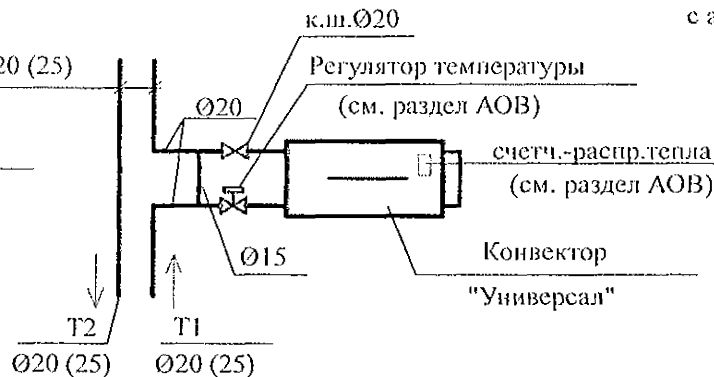 к.ш.Ø20
с а
20 (25)
Регулятор температуры
(см. раздел АОВ)
Ø20
счетч.-распр.тепла
(см. раздел АОВ)
Ø15
Конвектор
"Универсал"
Т2
Т1
Ø20 (25)
Ø20 (25)